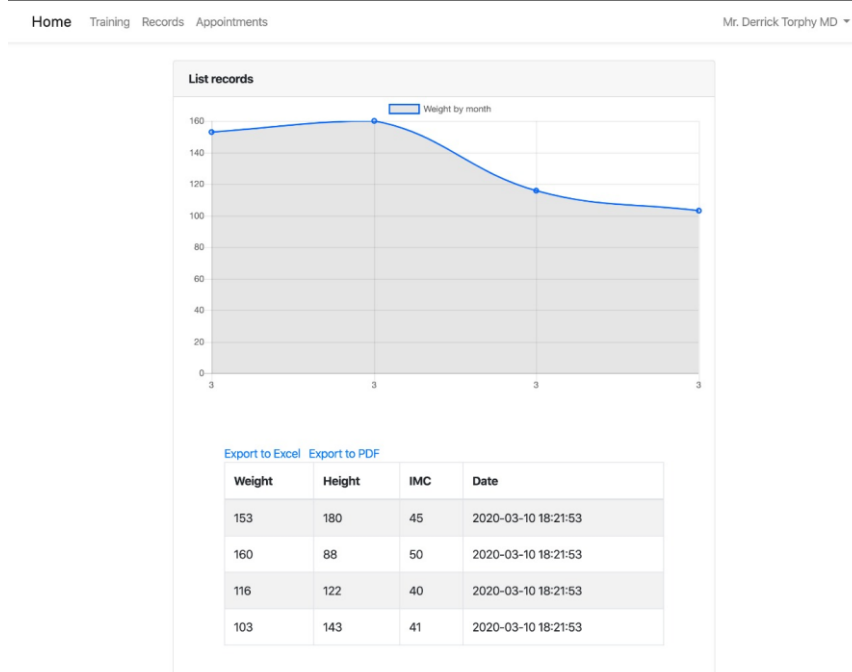 Home Training Records Appointments Mr. Derrick Torphy MD
List records
Weight by month
160
140
120
100
80
60
40
20
0
3 3 3 3
Export to Excel Export to PDF
Weight Height IMC Date
153 180 45 2020-03-10 18:21:53
160 88 50 2020-03-10 18:21:53
116 122 40 2020-03-10 18:21:53
103 143 41 2020-03-10 18:21:53